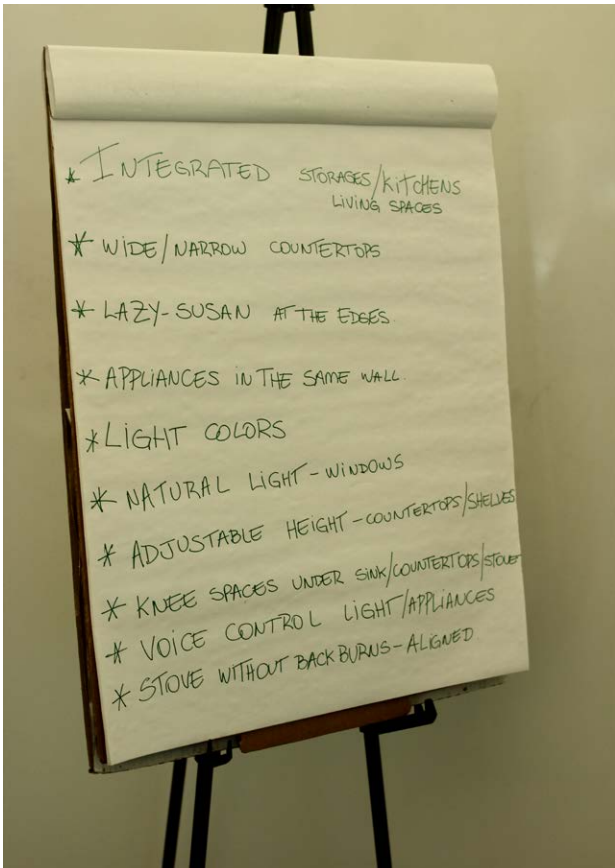 * INTEGRATED STORAGES/KITCHENS
LIVING SPACES
* WIDE/NARROW COUNTERTOPS
* LAZY-SUSAN AT THE EDGES.
* APPLIANCES IN THE SAME WALL.
* LIGHT COLORS
* NATURAL LIGHT-WINDOWS
* ADJUSTABLE HEIGHT-COUNTERTOPS/SHELVES
* KNEE SPACES UNDER SINK/COUNTERTOPS/STOVE
* VOICE CONTROL LIGHT/APPLIANCES
* STOVE WITHOUT BACK BURNS-ALIGNED.